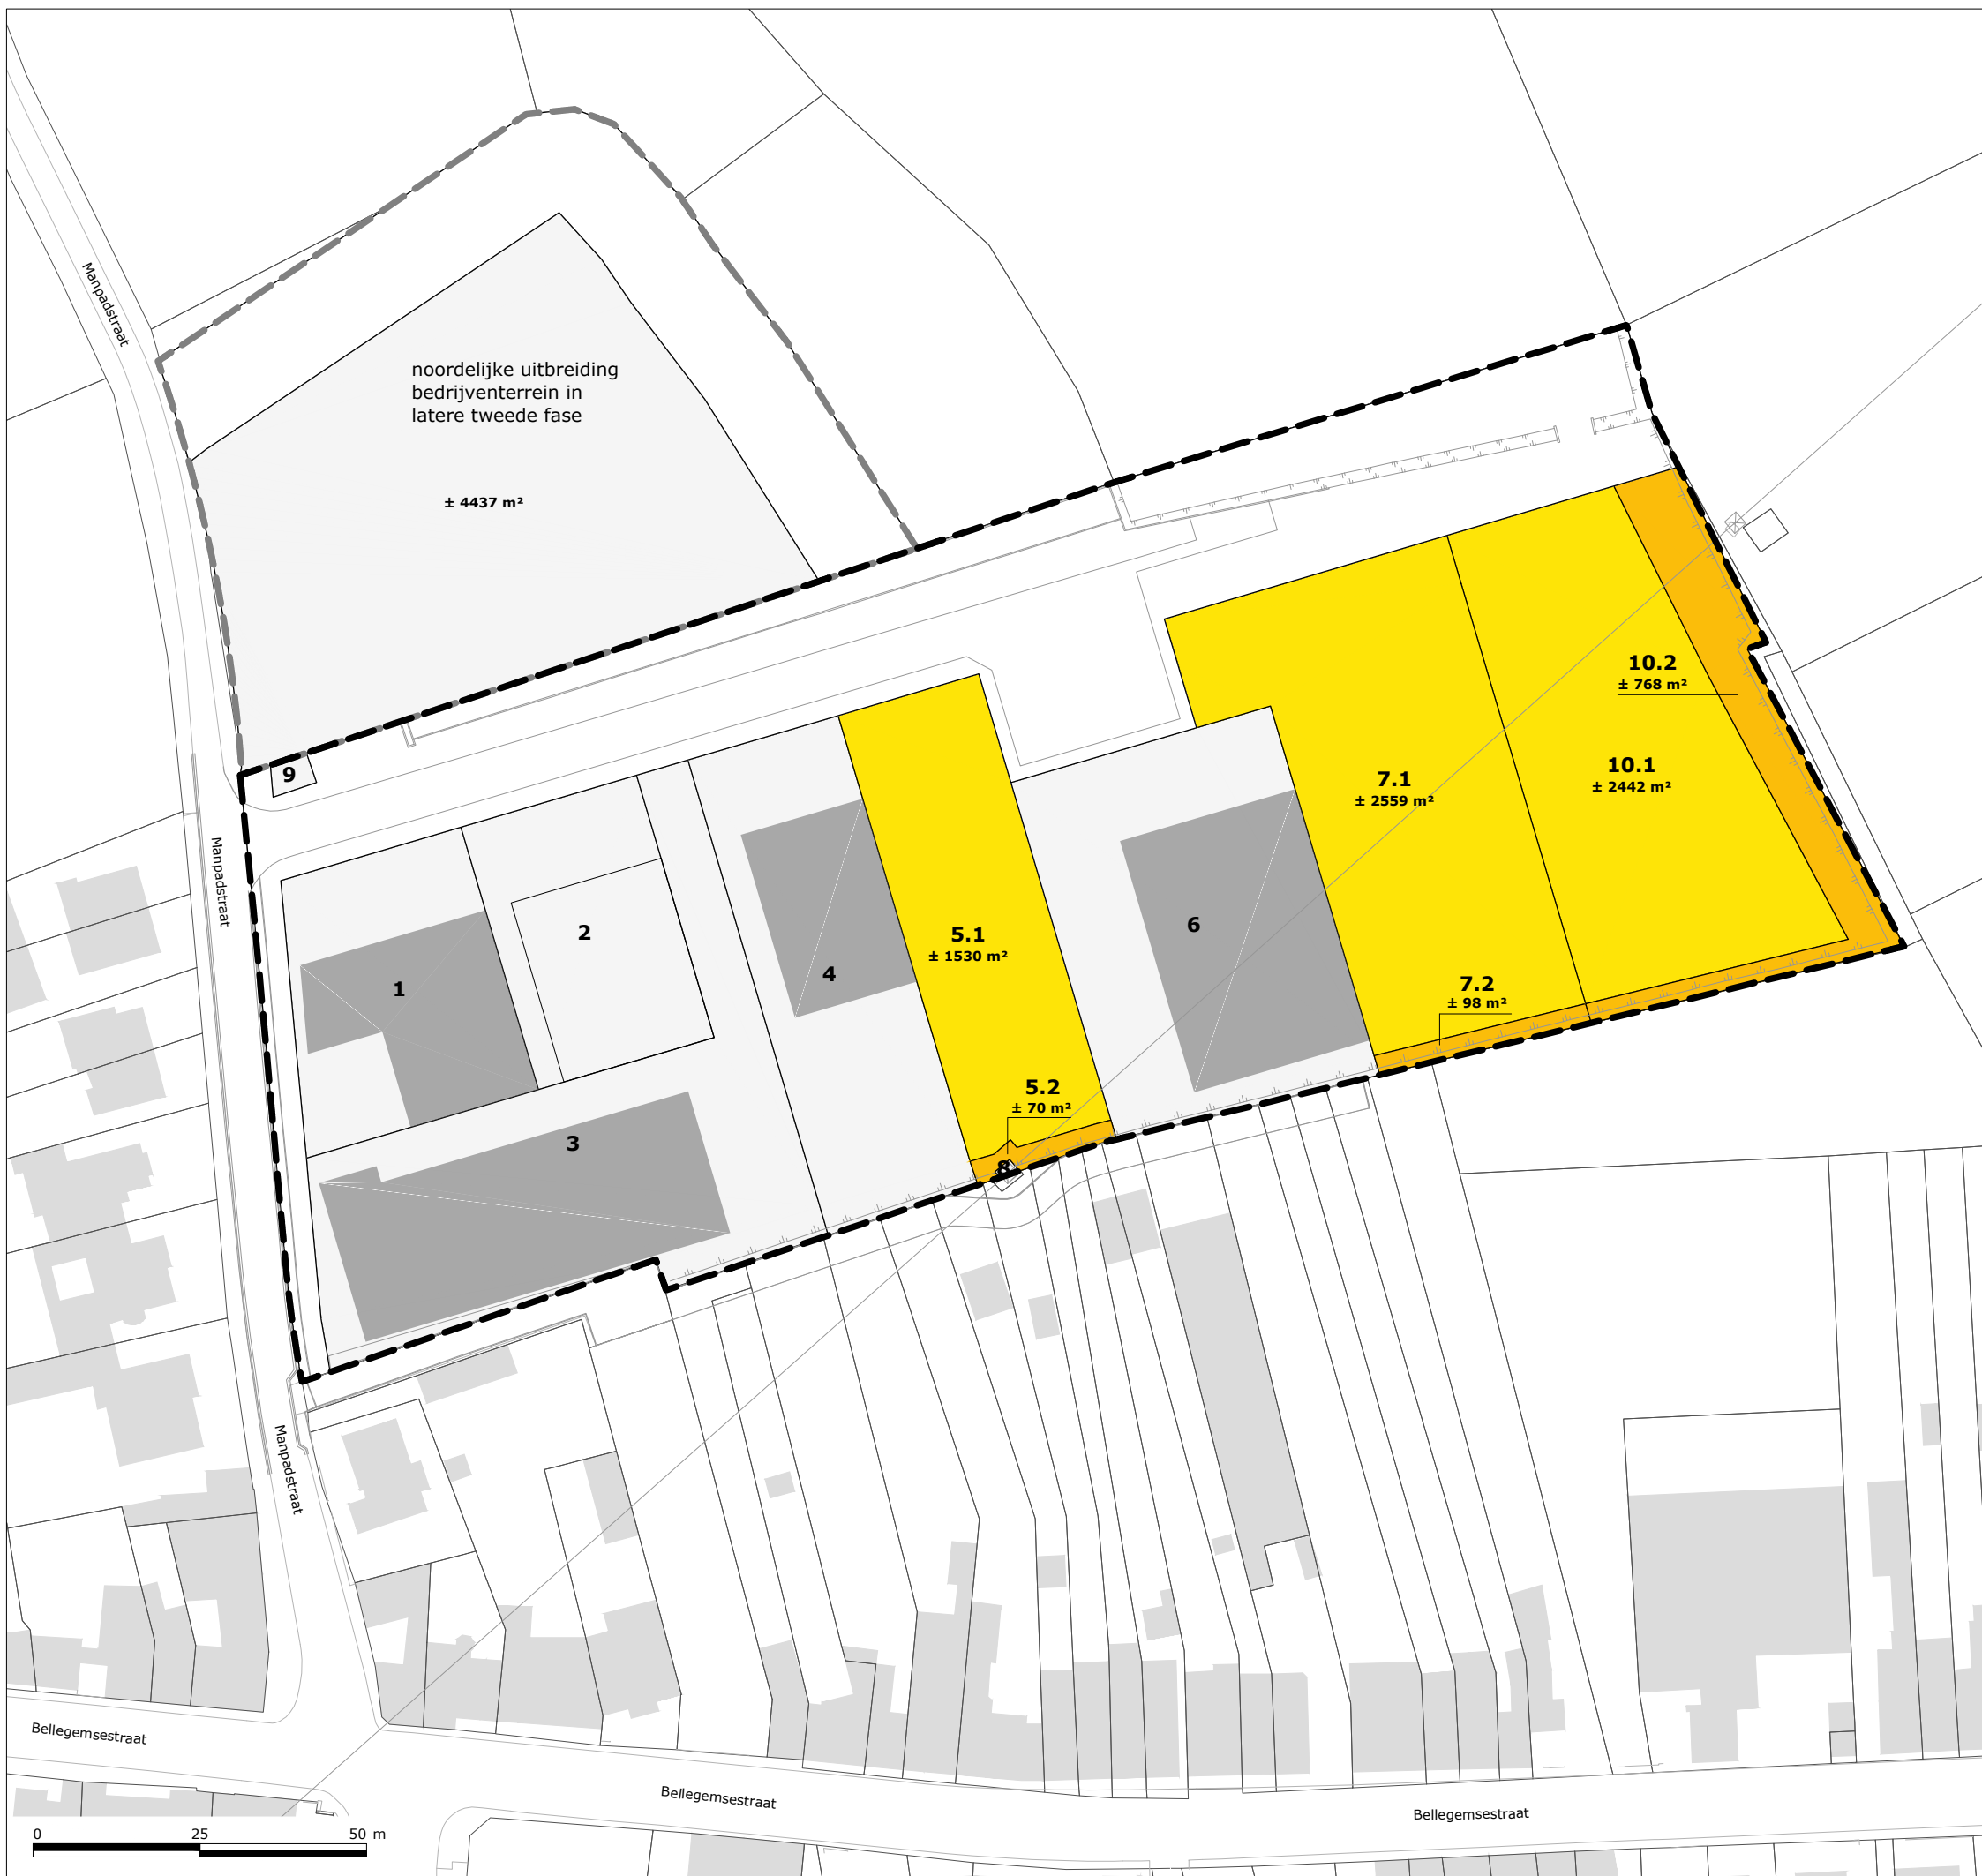 Manpadstraat
noordelijke uitbreiding
bedrijventerrein in
latere tweede fase
± 4437 m²
10.2
± 768 m²
9
7.1
± 2559 m²
10.1
± 2442 m²
Manpadstraat
2
6
5.1
± 1530 m²
4
1
7.2
± 98 m²
5.2
± 70 m²
3
8
Manpadstraat
Bellegemsestraat
Bellegemsestraat
Bellegemsestraat
0 25 50 m